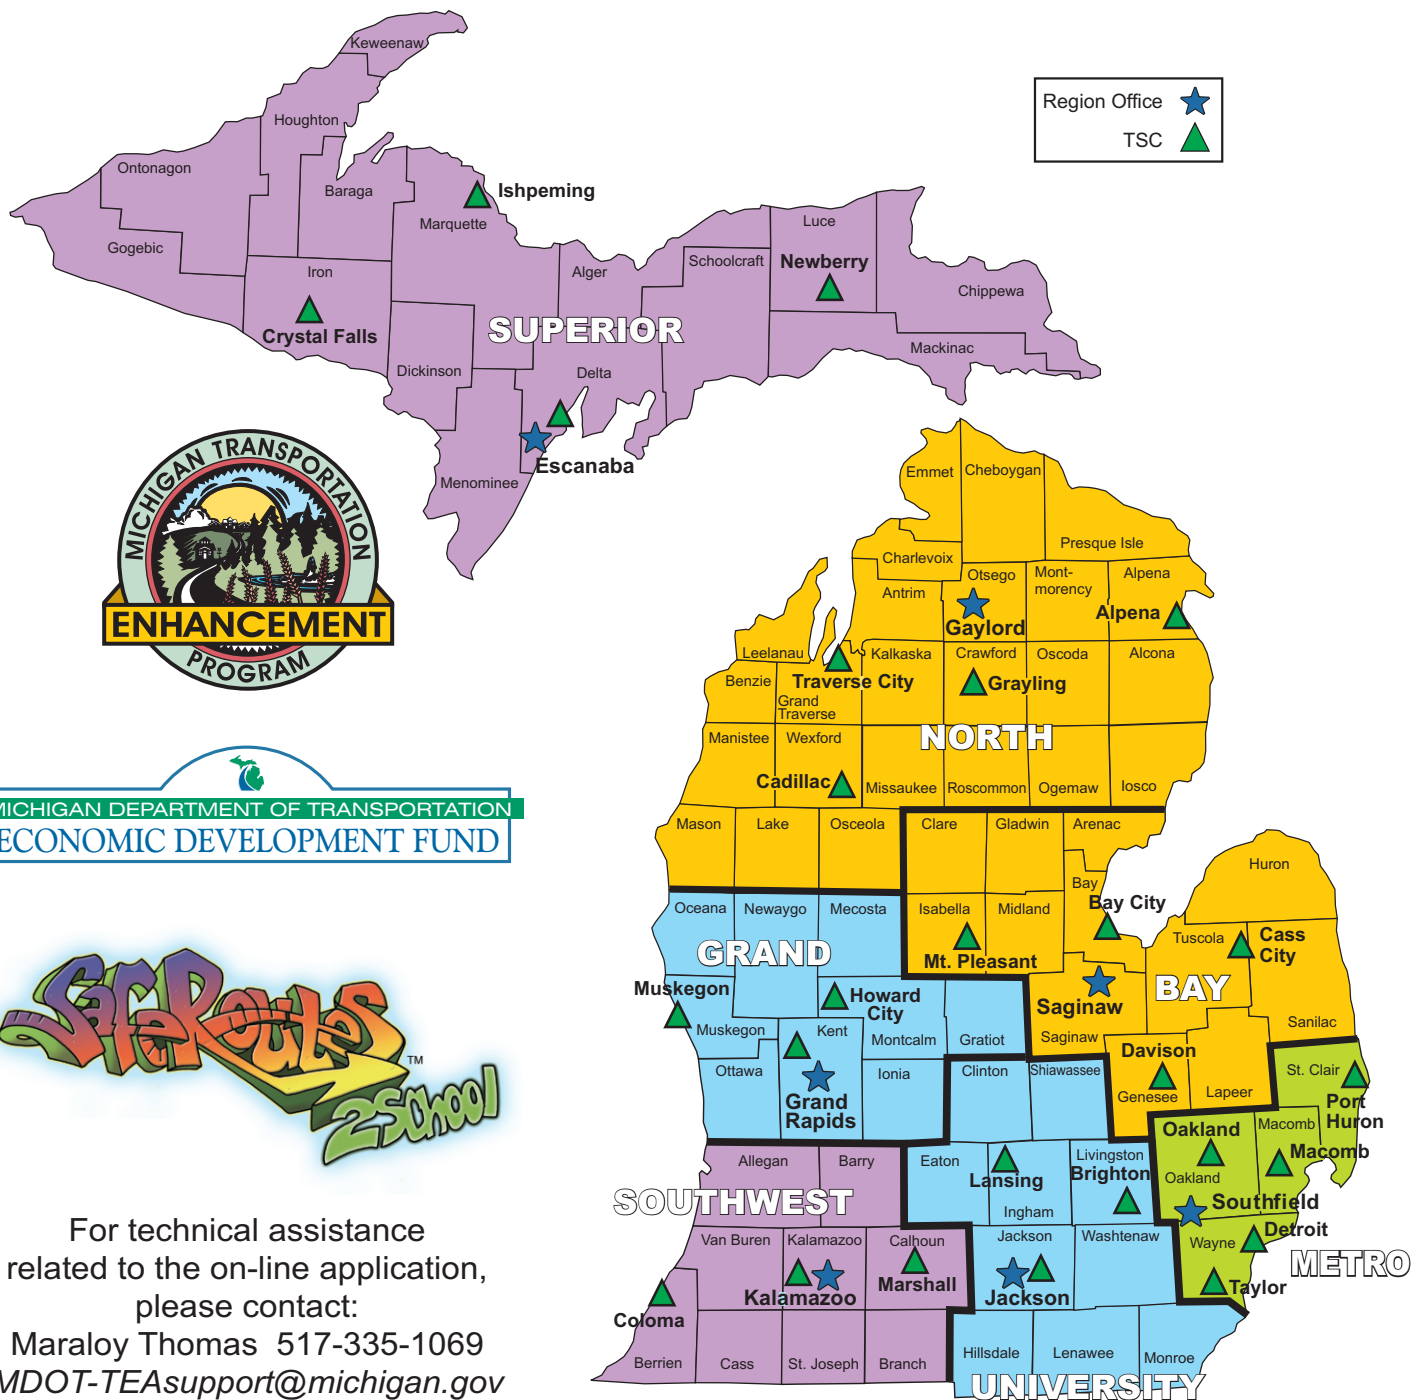 Keweenaw
Houghton
Ontonagon
Baraga
Ishpeming
Marquette
Gogebic
Iron
Crystal Falls
Alger
Schoolcraft
Luce
Newberry
Chippewa
SUPERIOR
Mackinac
Dickinson
Delta
Escanaba
Menominee
Region Office
TSC
MICHIGAN TRANSPORTATION
ENHANCEMENT
PROGRAM
MICHIGAN DEPARTMENT OF TRANSPORTATION
ECONOMIC DEVELOPMENT FUND
Safe Routes
TM
2School
For technical assistance
related to the on-line application,
please contact:
Maraloy Thomas 517-335-1069
MDOT-TEAsupport@michigan.gov
Emmet
Cheboygan
Presque Isle
Charlevoix
Otsego
Mont-
morency
Alpena
Antrim
Gaylord
Alpena
Leelanau
Kalkaska
Crawford
Oscoda
Alcona
Benzie
Traverse City
Grayling
Grand
Traverse
Manistee
Wexford
NORTH
Cadillac
Missaukee
Roscommon
Ogemaw
Iosco
Mason
Lake
Osceola
Clare
Gladwin
Arenac
Huron
Bay
Bay City
Oceana
Newaygo
Mecosta
Isabella
Midland
Tuscola
Cass
City
GRAND
Mt. Pleasant
BAY
Muskegon
Howard
City
Saginaw
Sanilac
Muskegon
Kent
Montcalm
Gratiot
Saginaw
Davison
Ottawa
Ionia
Clinton
Shiawassee
Genesee
Lapeer
St. Clair
Grand
Rapids
Port
Huron
Oakland
Macomb
Macomb
Allegan
Barry
Eaton
Lansing
Livingston
Brighton
Oakland
SOUTHWEST
Ingham
Southfield
Van Buren
Kalamazoo
Calhoun
Jackson
Washtenaw
Wayne
Detroit
METRO
Marshall
Kalamazoo
Jackson
Taylor
Coloma
Berrien
Cass
St. Joseph
Branch
Hillsdale
Lenawee
Monroe
UNIVERSITY